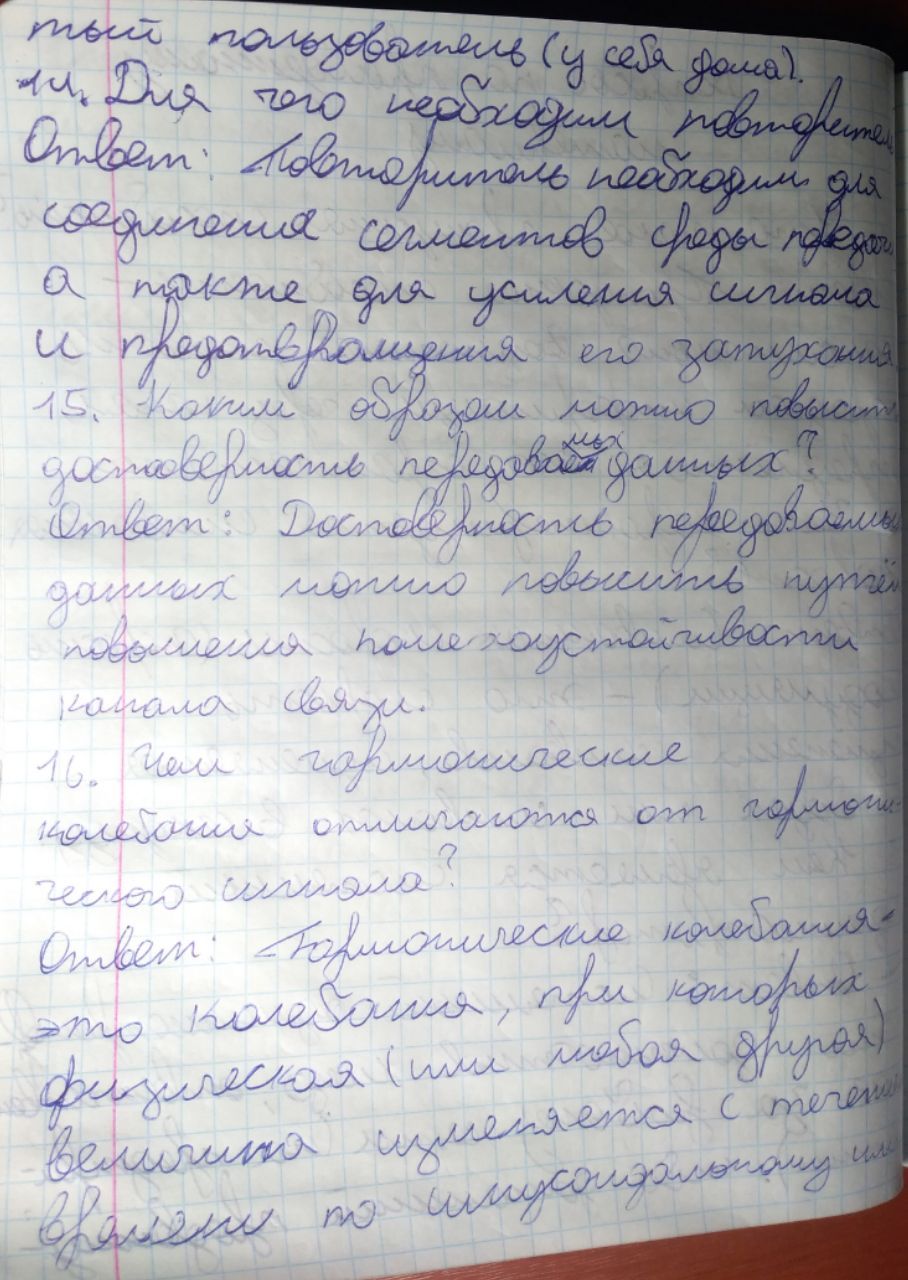 тый пользователь (у себя дома).
14. Для чего необходим повторитель
Ответ: Повторитель необходим для
соединения сегментов среды передачи
а также для усиления сигнала
и предотвращения его затухания
15. Каким образом можно повысить
достоверность передаваемых данных?
Ответ: Достоверность передаваемых
данных можно повысить путём
повышения помехоустойчивости
канала связи.
16. Чем гармонические
колебания отличаются от гармони-
ческого сигнала?
Ответ: Гармонические колебания -
это колебания, при которых
физическая (или любая другая)
величина изменяется с течением
времени по синусоидальному или